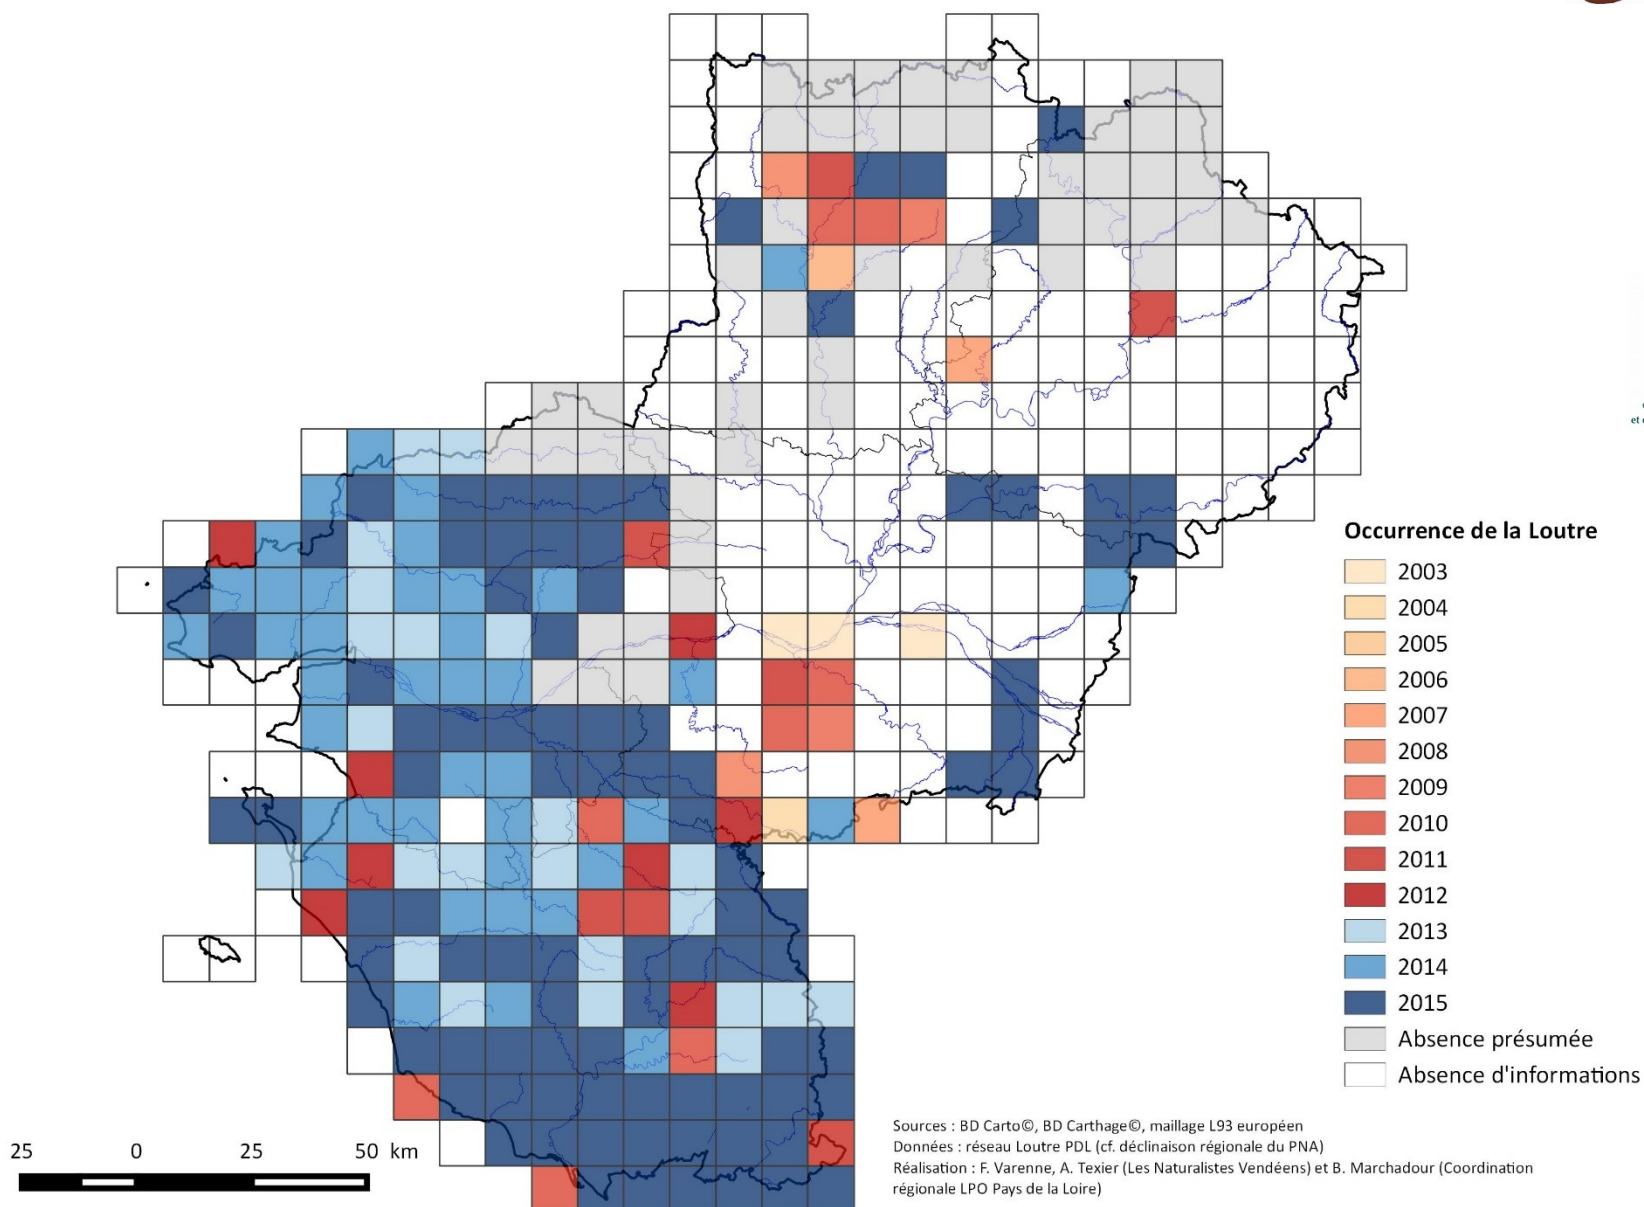 Occurrence de la Loutre
2003
2004
2005
2006
2007
2008
2009
2010
2011
2012
2013
2014
2015
Absence présumée
Absence d'informations
25 0 25 50 km
Sources : BD Carto©, BD Carthage©, maillage L93 européen
Données : réseau Loutre PDL (cf. déclinaison régionale du PNA)
Réalisation : F. Varenne, A. Texier (Les Naturalistes Vendéens) et B. Marchadour (Coordination
régionale LPO Pays de la Loire)
et